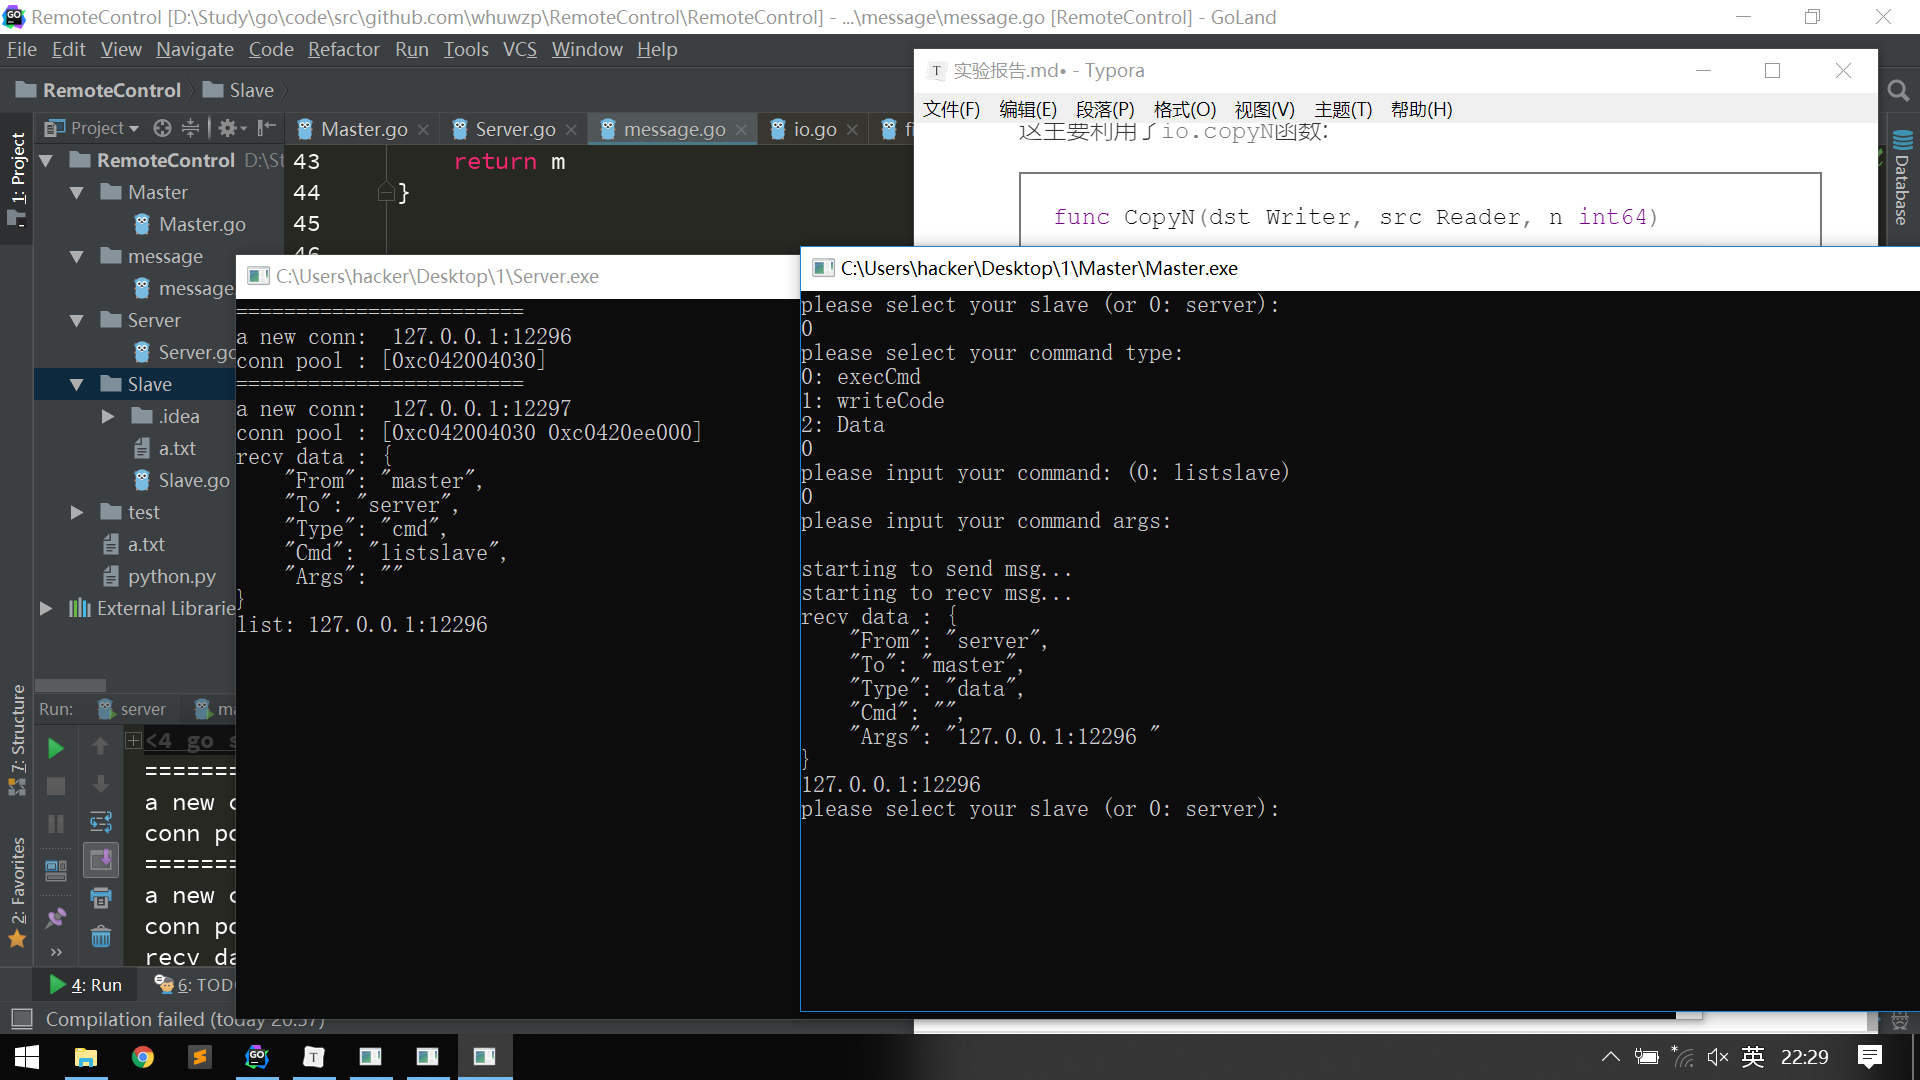 RemoteControl [D:\Study\go\code\src\github.com\whuwzp\RemoteControl\RemoteControl] - ...\message\message.go [RemoteControl] - GoLand
File Edit View Navigate Code Refactor Run Tools VCS Window Help
RemoteControl Slave
Project
Master.go Server.go message.go io.go
1: Project
RemoteControl D:\St
Master
Master.go
message
message.
Server
Server.go
Slave
.idea
a.txt
Slave.go
test
a.txt
python.py
External Librarie
43 return m
44 }
45
实验报告.md• - Typora
文件(F) 编辑(E) 段落(P) 格式(O) 视图(V) 主题(T) 帮助(H)
这主要利用了io.copyN函数:
func CopyN(dst Writer, src Reader, n int64)
Database
C:\Users\hacker\Desktop\1\Server.exe
========================
a new conn:  127.0.0.1:12296
conn pool : [0xc042004030]
========================
a new conn:  127.0.0.1:12297
conn pool : [0xc042004030 0xc0420ee000]
recv data : {
"From": "master",
"To": "server",
"Type": "cmd",
"Cmd": "listslave",
"Args": ""
}
list: 127.0.0.1:12296
C:\Users\hacker\Desktop\1\Master\Master.exe
please select your slave (or 0: server):
0
please select your command type:
0: execCmd
1: writeCode
2: Data
0
please input your command: (0: listslave)
0
please input your command args:
starting to send msg...
starting to recv msg...
recv data : {
"From": "server",
"To": "master",
"Type": "data",
"Cmd": "",
"Args": "127.0.0.1:12296 "
}
127.0.0.1:12296
please select your slave (or 0: server):
7: Structure
2: Favorites
Run: server ma
<4 go s
=======
a new c
conn po
=======
a new c
conn po
recv da
4: Run 6: TODO
Compilation failed (today 20:57)
英 22:29